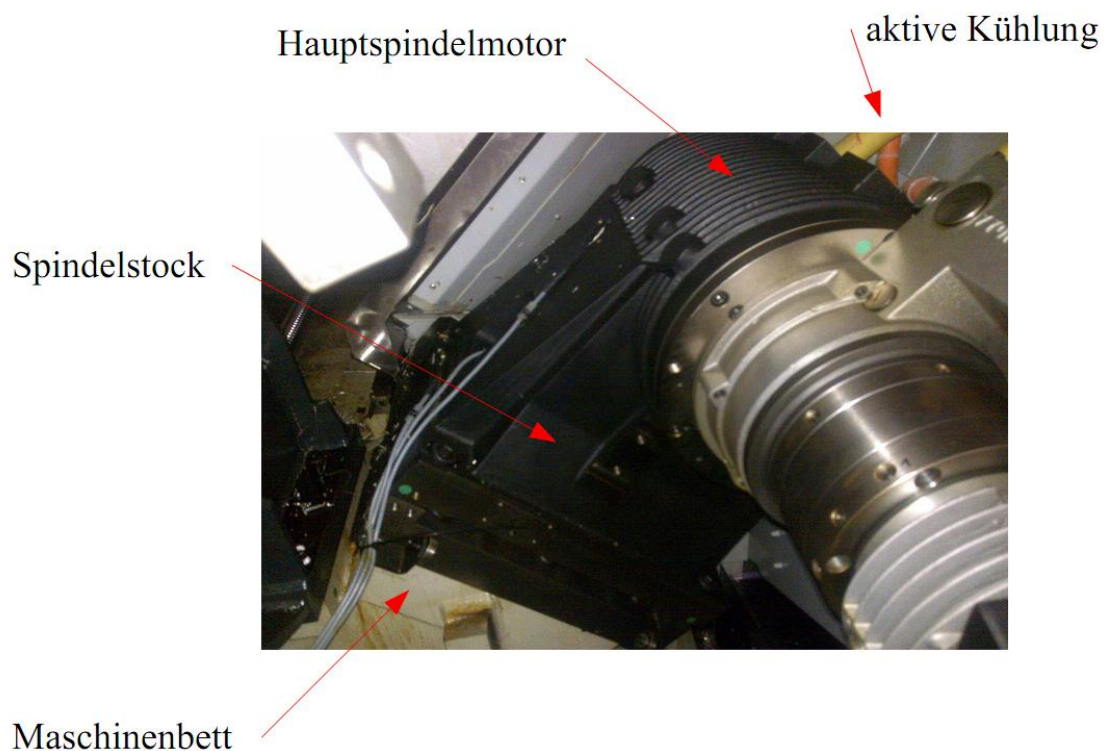 aktive Kühlung
Hauptspindelmotor
Spindelstock
Maschinenbett